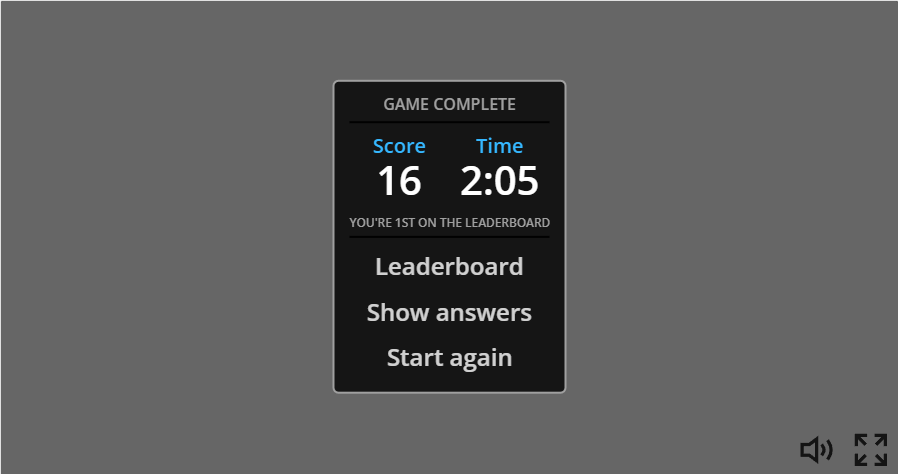 GAME COMPLETE
Score Time
16 2:05
YOU'RE 1ST ON THE LEADERBOARD
Leaderboard
Show answers
Start again